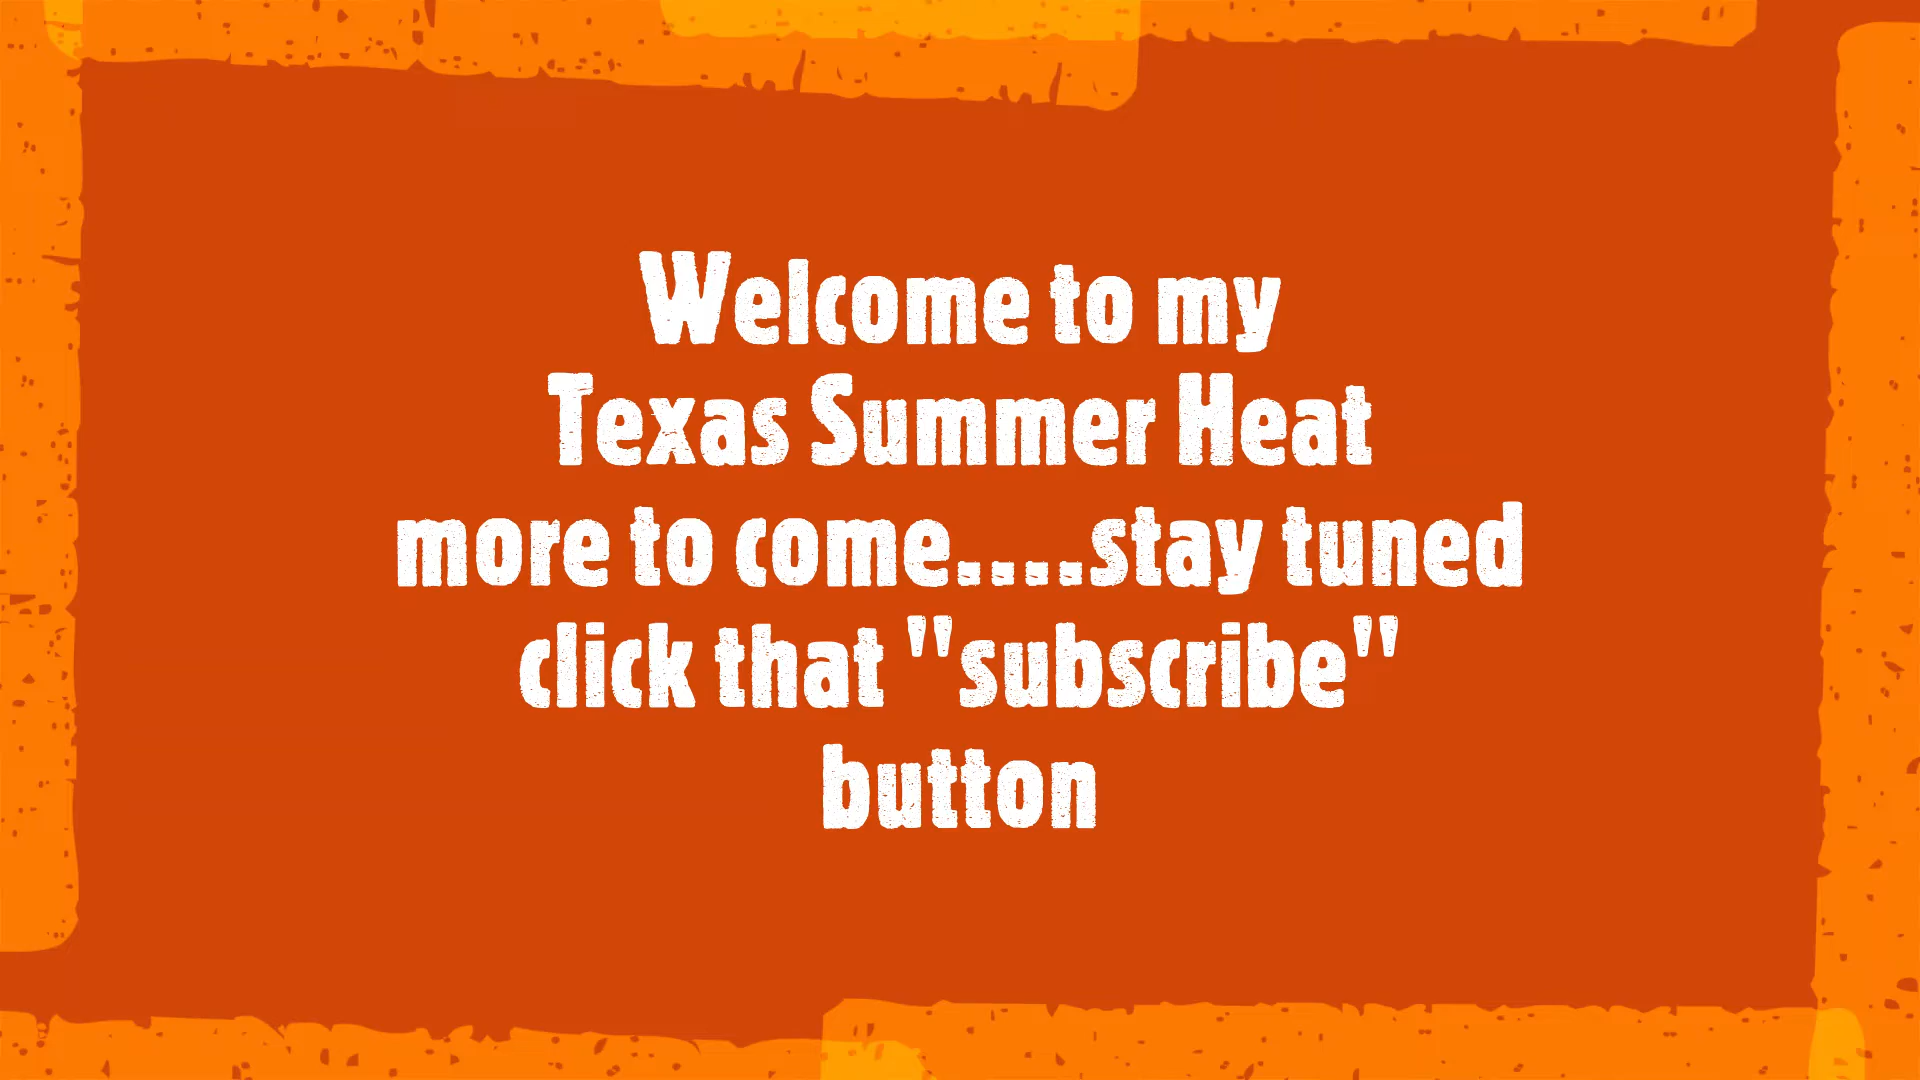 Welcome to my
Texas Summer Heat
more to come....stay tuned
click that "subscribe"
button